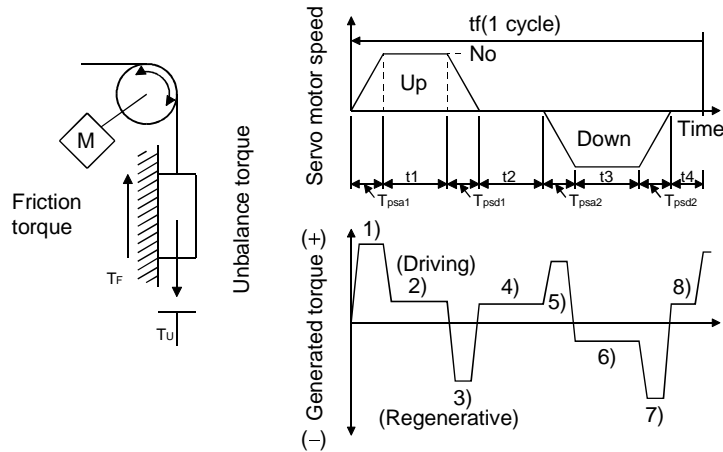 M
Friction
torque
TF
TU
Unbalance torque
Servo motor speed
tf(1 cycle)
No
Up
Down
Time
Tpsa1
t1
Tpsd1
t2
Tpsa2
t3
Tpsd2
t4
Generated torque
(+)
(−)
1)
(Driving)
2)
3)
(Regenerative)
4)
5)
6)
7)
8)